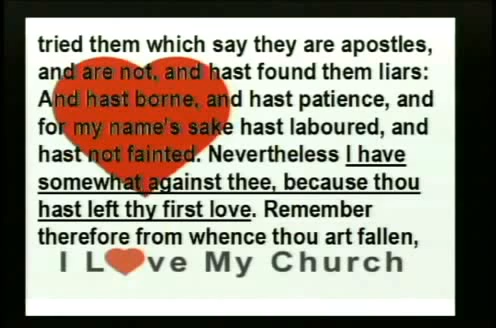 tried them which say they are apostles,
and are not, and hast found them liars:
And hast borne, and hast patience, and
for my name's sake hast laboured, and
hast not fainted. Nevertheless I have
somewhat against thee, because thou
hast left thy first love. Remember
therefore from whence thou art fallen,
I L❤ve My Church